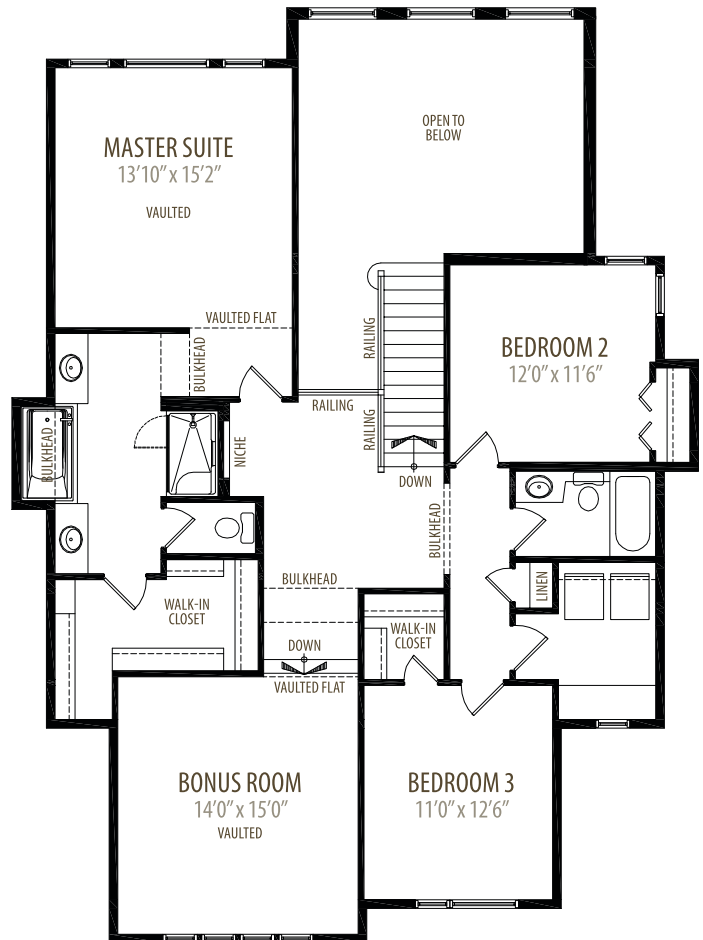 OPEN TO
BELOW
MASTER SUITE
13'10" x 15'2"
VAULTED
VAULTED FLAT
BULKHEAD
RAILING
BEDROOM 2
12'0" x 11'6"
RAILING
RAILING
BULKHEAD
NICHE
DOWN
BULKHEAD
BULKHEAD
LINEN
WALK-IN
CLOSET
WALK-IN
CLOSET
DOWN
VAULTED FLAT
BONUS ROOM
14'0" x 15'0"
VAULTED
BEDROOM 3
11'0" x 12'6"